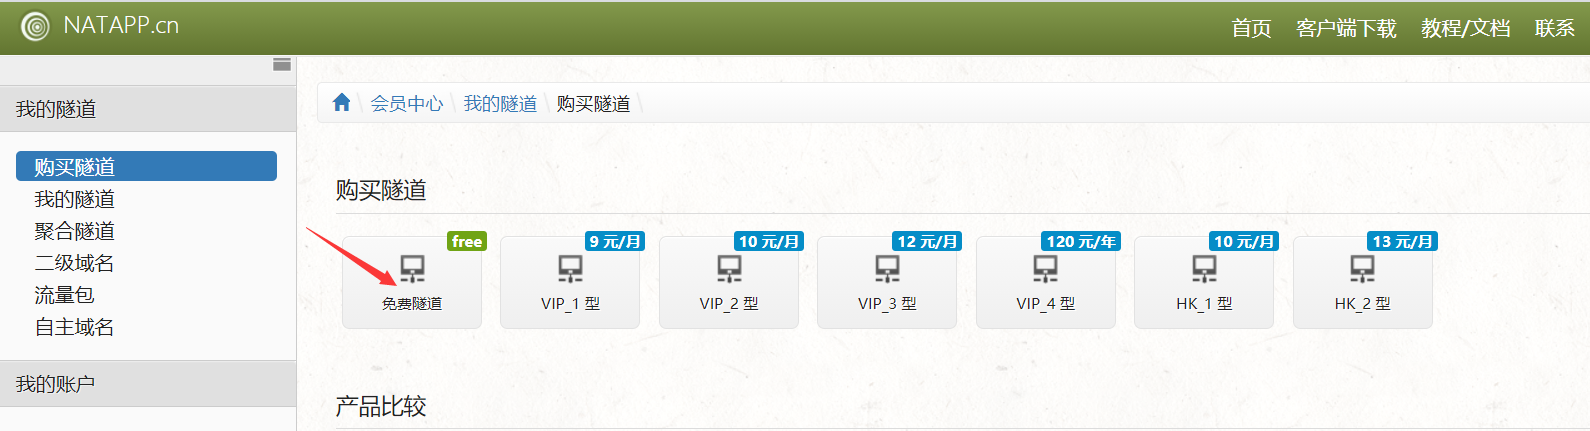 NATAPP.cn
首页 客户端下载 教程/文档 联系
我的隧道
购买隧道
我的隧道
聚合隧道
二级域名
流量包
自主域名
我的账户
会员中心 我的隧道 购买隧道
购买隧道
free 9 元/月 10 元/月 12 元/月 120 元/年 10 元/月 13 元/月
免费隧道 VIP_1 型 VIP_2 型 VIP_3 型 VIP_4 型 HK_1 型 HK_2 型
产品比较